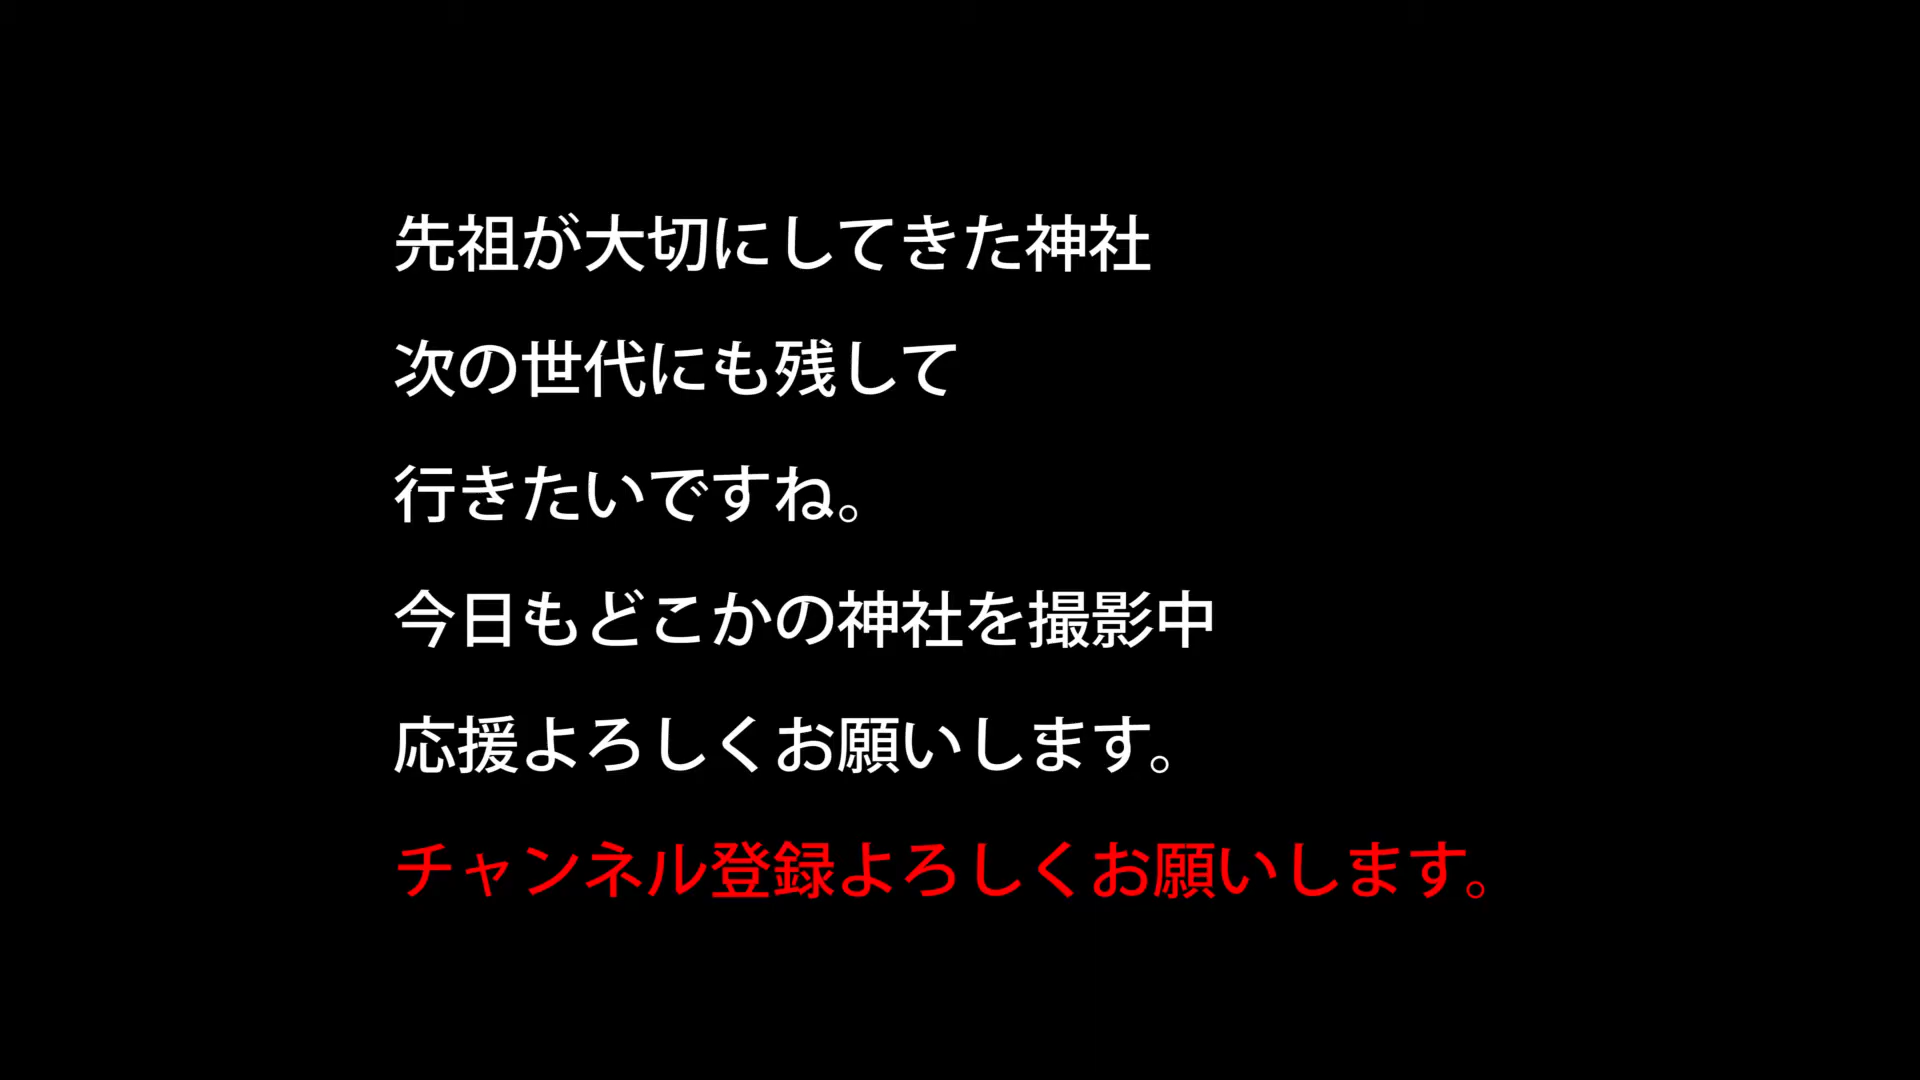 先祖が大切にしてきた神社
次の世代にも残して
行きたいですね。
今日もどこかの神社を撮影中
応援よろしくお願いします。
チャンネル登録よろしくお願いします。